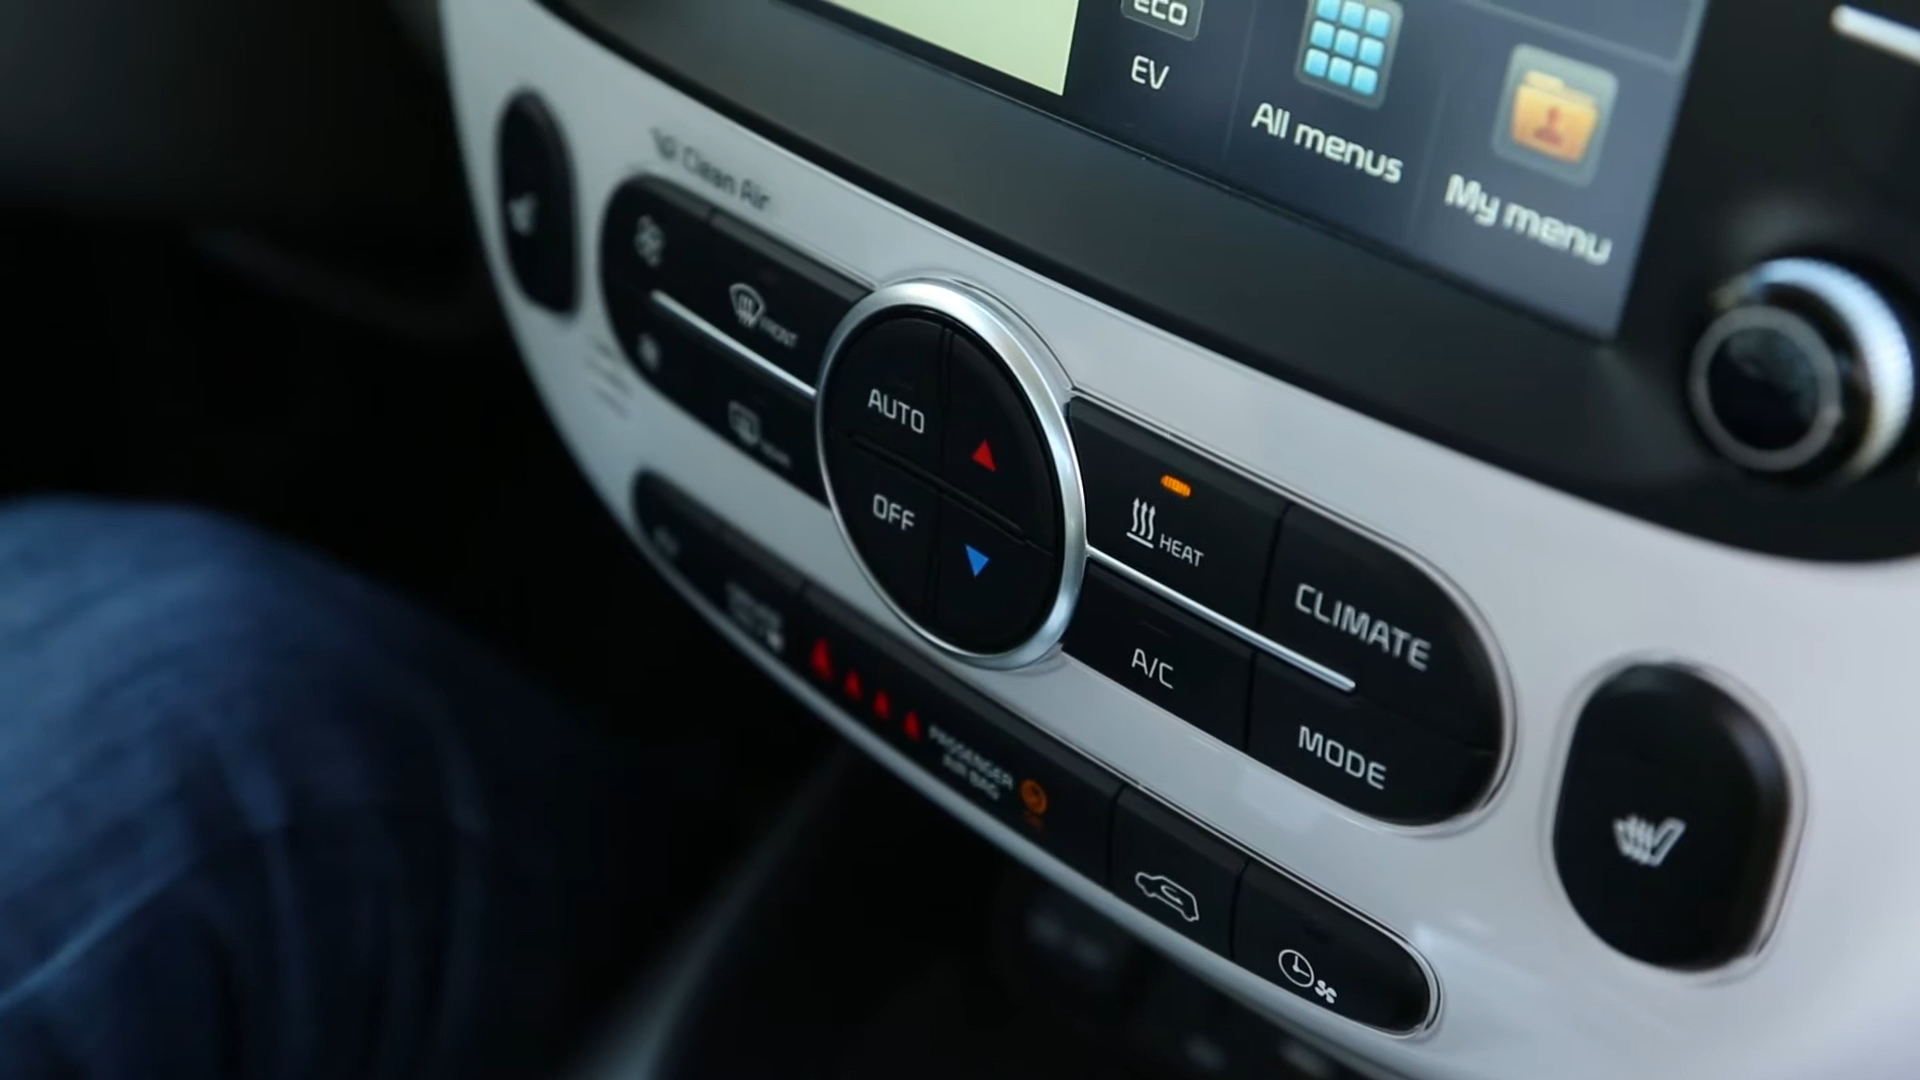 ECO
EV
All menus
My menu
Clean Air
FRONT
AUTO
OFF
HEAT
CLIMATE
A/C
MODE
PASSENGER
AIR BAG